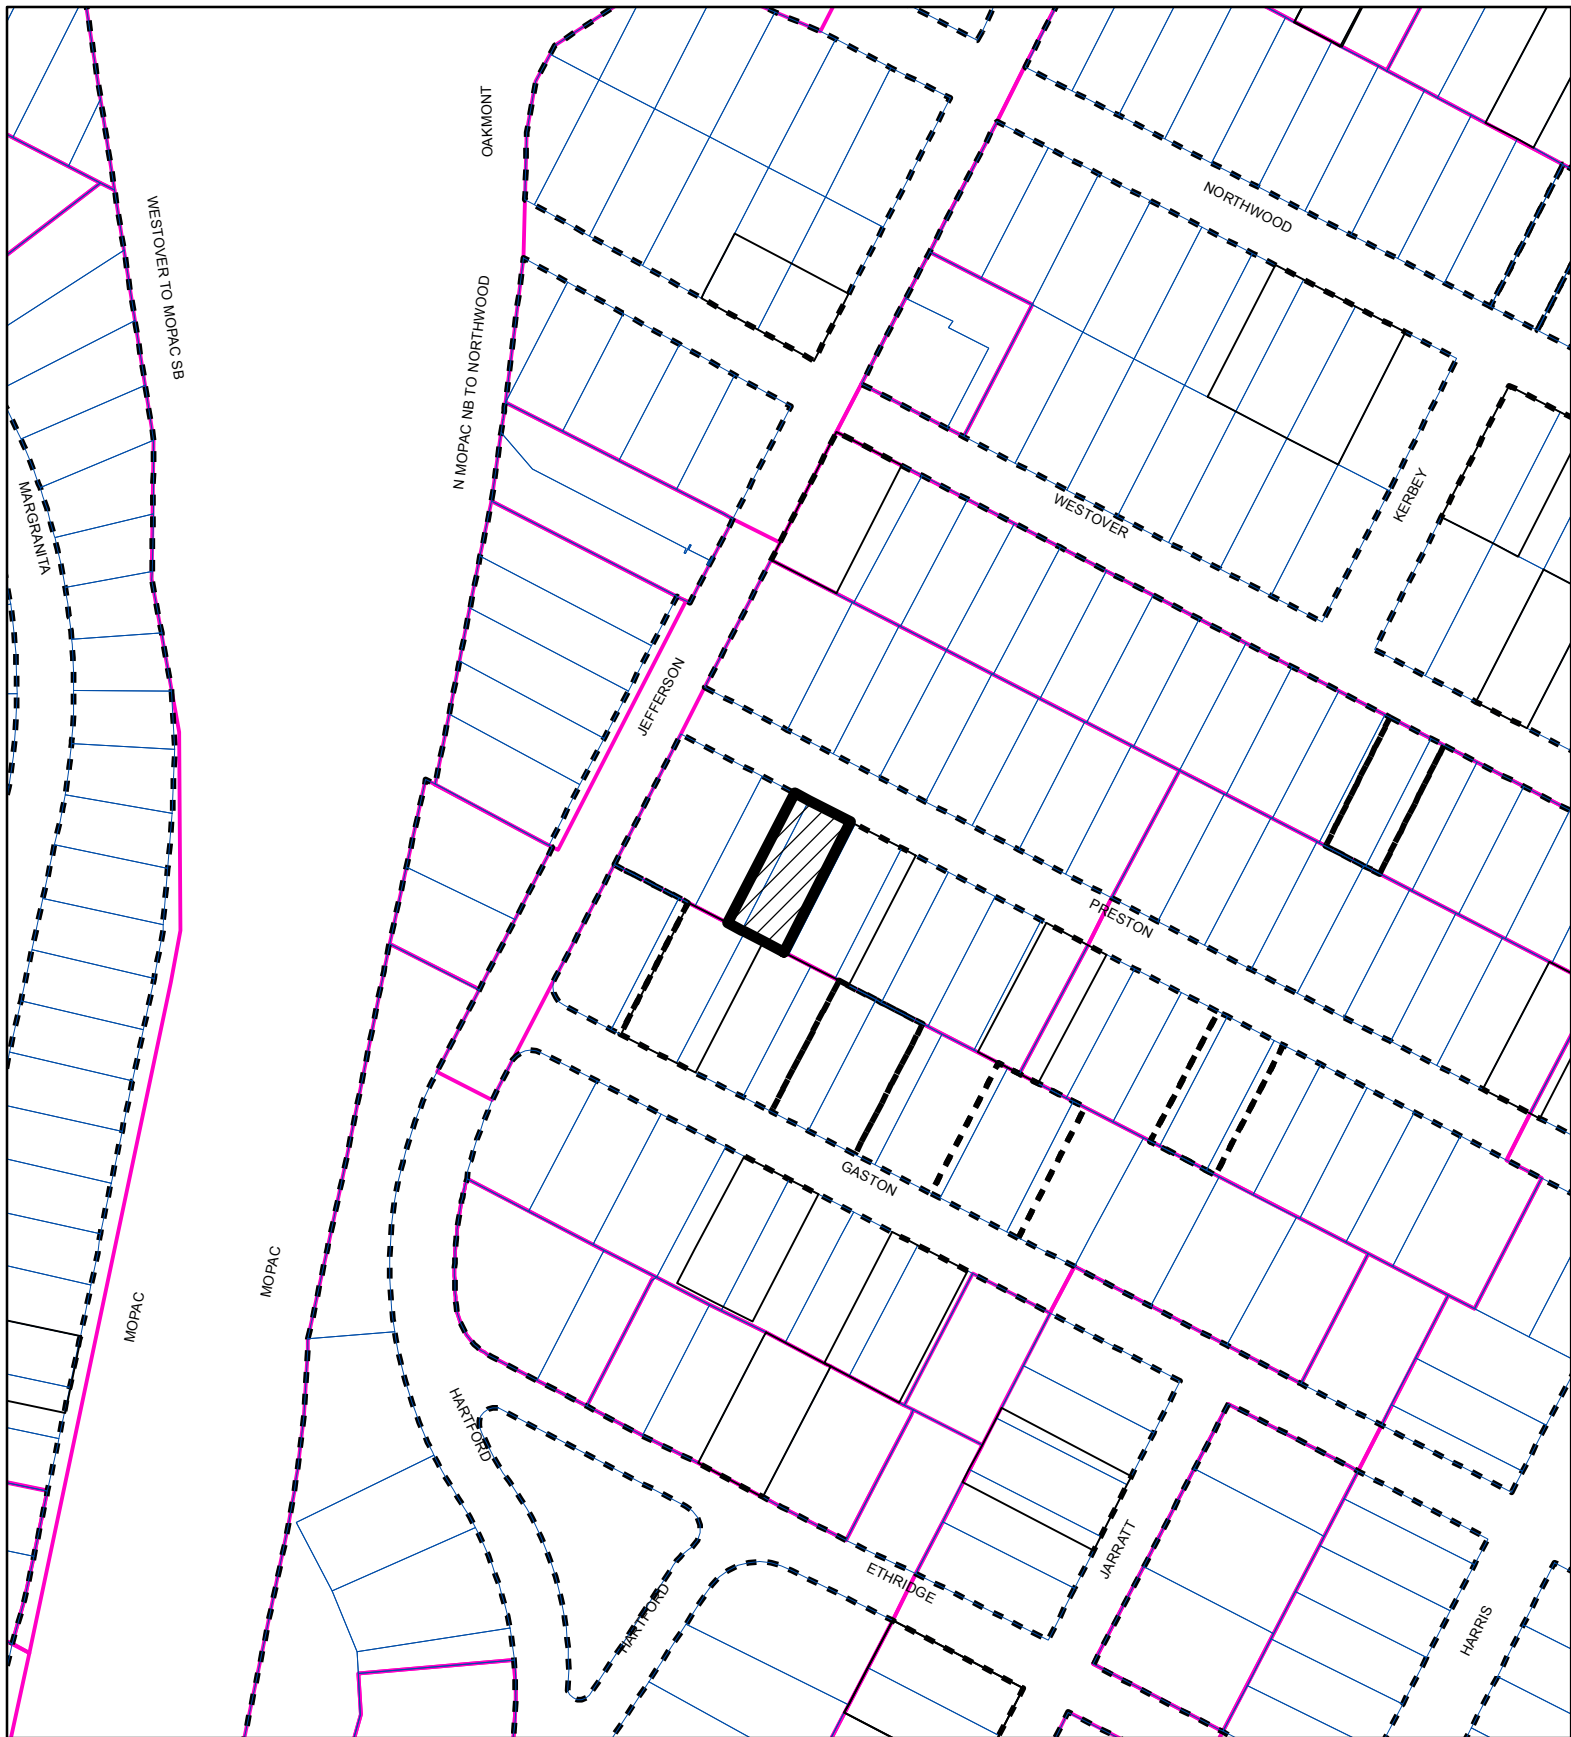 OAKMONT
NORTHWOOD
WESTOVER TO MOPAC SB
N MOPAC NB TO NORTHWOOD
WESTOVER
KERBEY
MARGRANITA
JEFFERSON
PRESTON
GASTON
MOPAC
MOPAC
HARTFORD
HARTFORD
ETHRIDGE
JARRATT
HARRIS